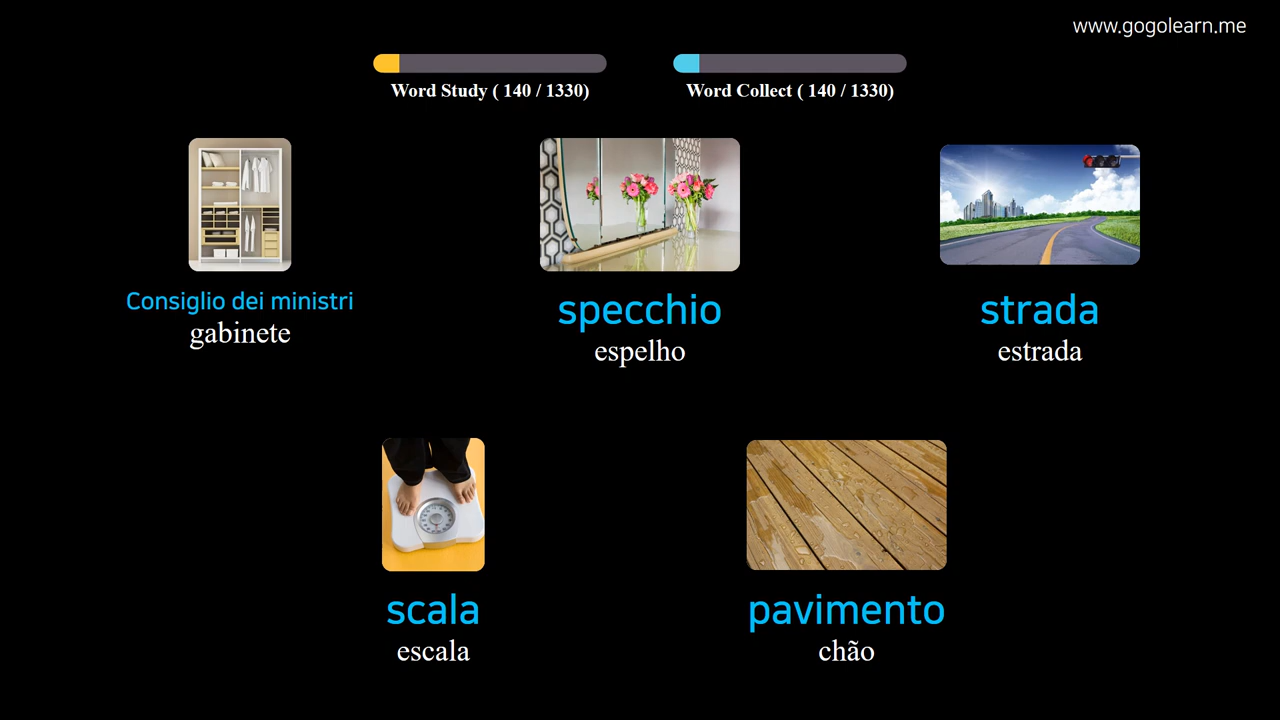 www.gogolearn.me
Word Study ( 140 / 1330)
Word Collect ( 140 / 1330)
Consiglio dei ministri
gabinete
specchio
espelho
strada
estrada
scala
escala
pavimento
chão